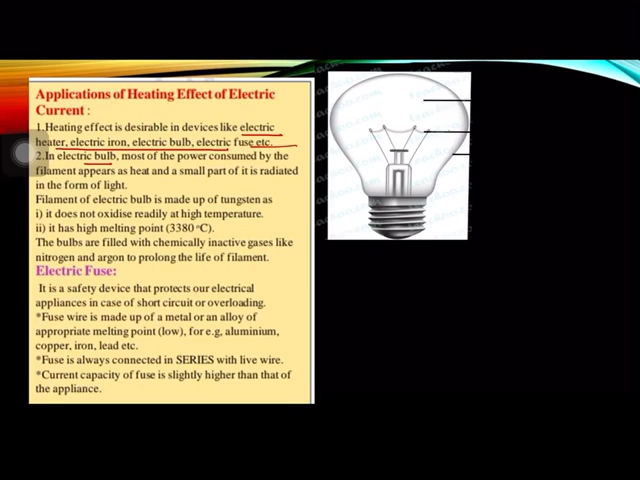 Applications of Heating Effect of Electric
Current :
1.Heating effect is desirable in devices like electric
heater, electric iron, electric bulb, electric fuse etc.
2.In electric bulb, most of the power consumed by the
filament appears as heat and a small part of it is radiated
in the form of light.
Filament of electric bulb is made up of tungsten as
i) it does not oxidise readily at high temperature.
ii) it has high melting point (3380 °C).
The bulbs are filled with chemically inactive gases like
nitrogen and argon to prolong the life of filament.
Electric Fuse:
It is a safety device that protects our electrical
appliances in case of short circuit or overloading.
*Fuse wire is made up of a metal or an alloy of
appropriate melting point (low), for e.g, aluminium,
copper, iron, lead etc.
*Fuse is always connected in SERIES with live wire.
*Current capacity of fuse is slightly higher than that of
the appliance.